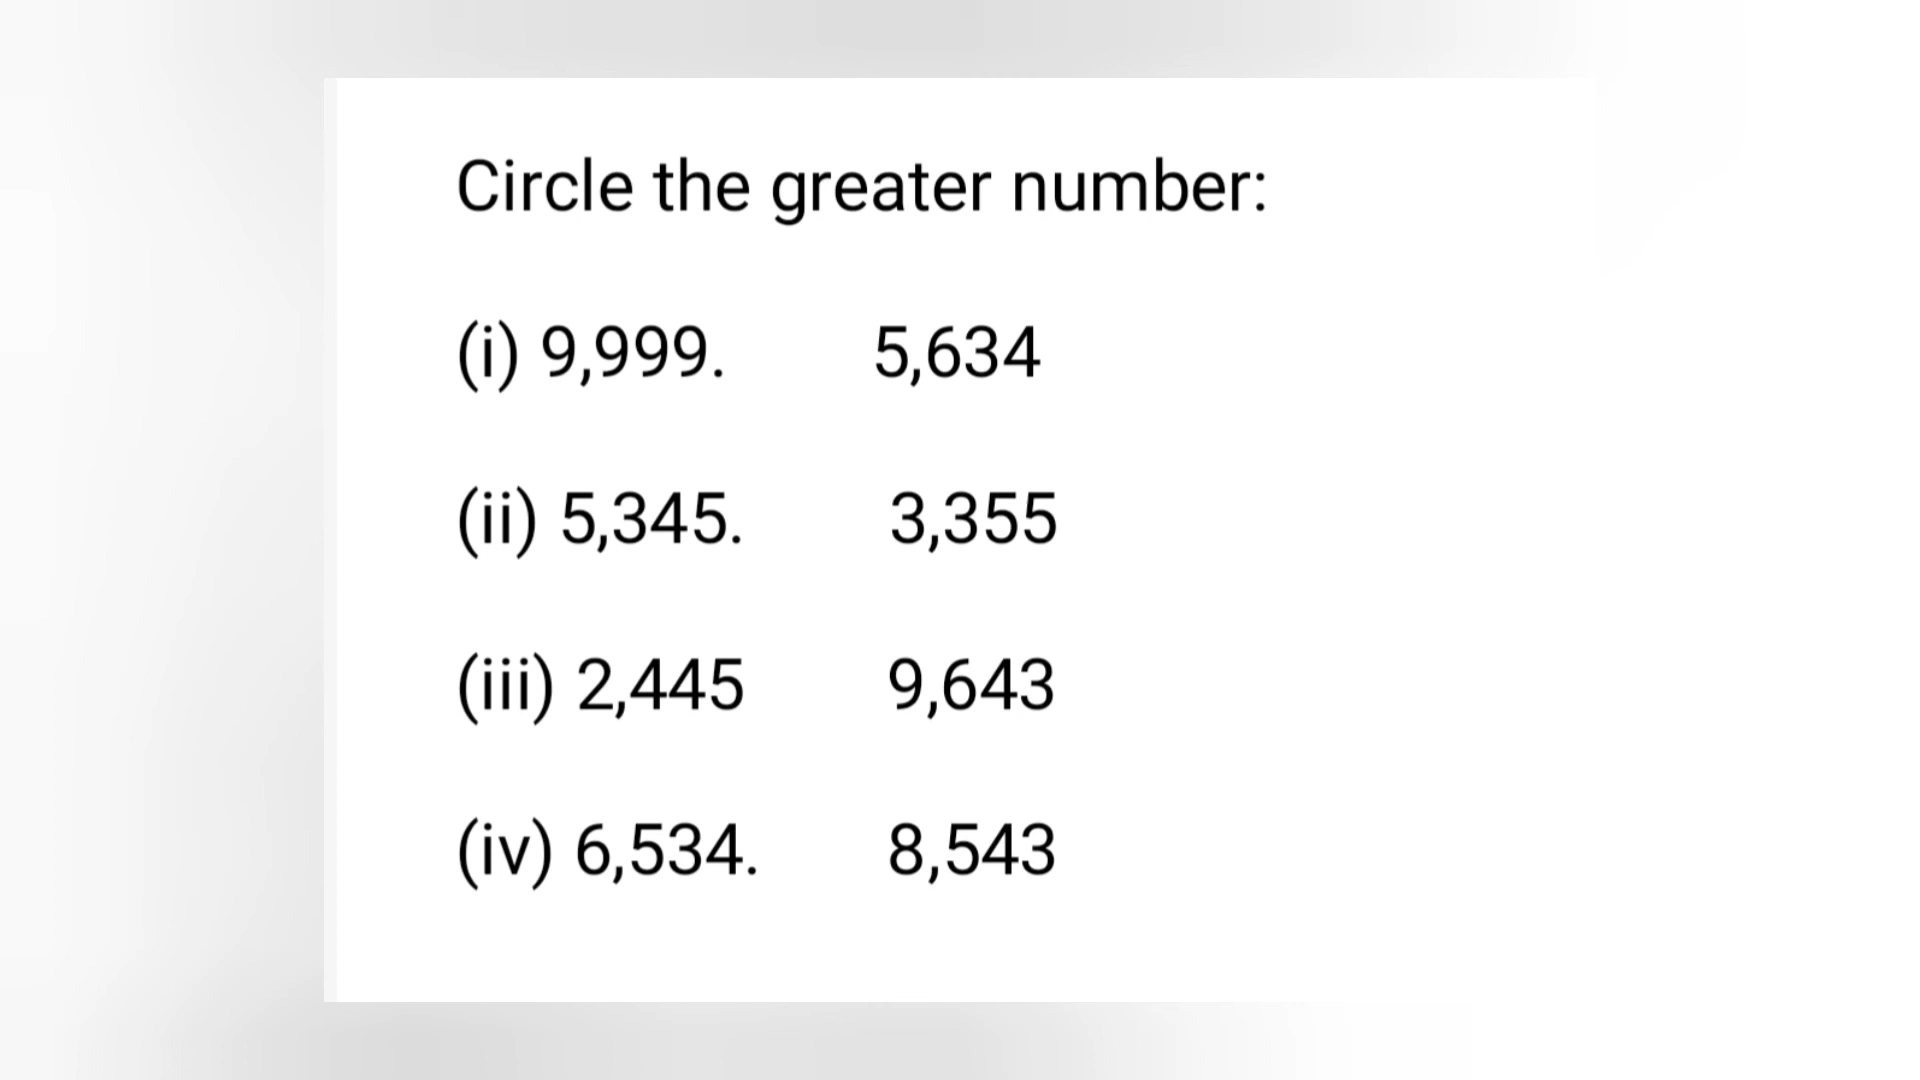 Circle the greater number:
(i) 9,999. 5,634
(ii) 5,345. 3,355
(iii) 2,445 9,643
(iv) 6,534. 8,543